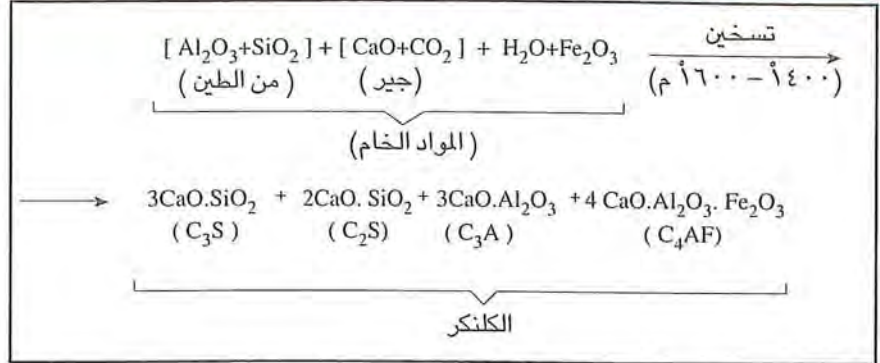 [ Al₂O₃+SiO₂ ] + [ CaO+CO₂ ] + H₂O+Fe₂O₃ تسخين
(من الطين) (جير) (١٤٠٠° – ١٦٠٠° م)
(المواد الخام)
3CaO.SiO₂ + 2CaO. SiO₂ + 3CaO.Al₂O₃ + 4 CaO.Al₂O₃. Fe₂O₃
( C₃S ) ( C₂S) ( C₃A ) ( C₄AF)
الكلنكر